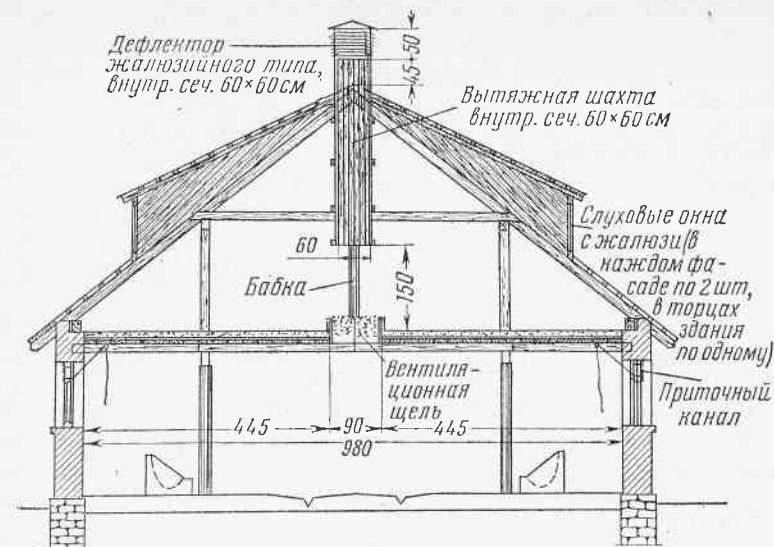 Дефлектор
жалюзийного типа,
внутр. сеч. 60×60 см
45+50
Вытяжная шахта
внутр. сеч. 60×60 см
Слуховые окна
с жалюзи (в
каждом фа-
саде по 2 шт,
в торцах
здания
по одному)
60
Бабка
150
Вентиля-
ционная
щель
Приточный
канал
445
90
445
980